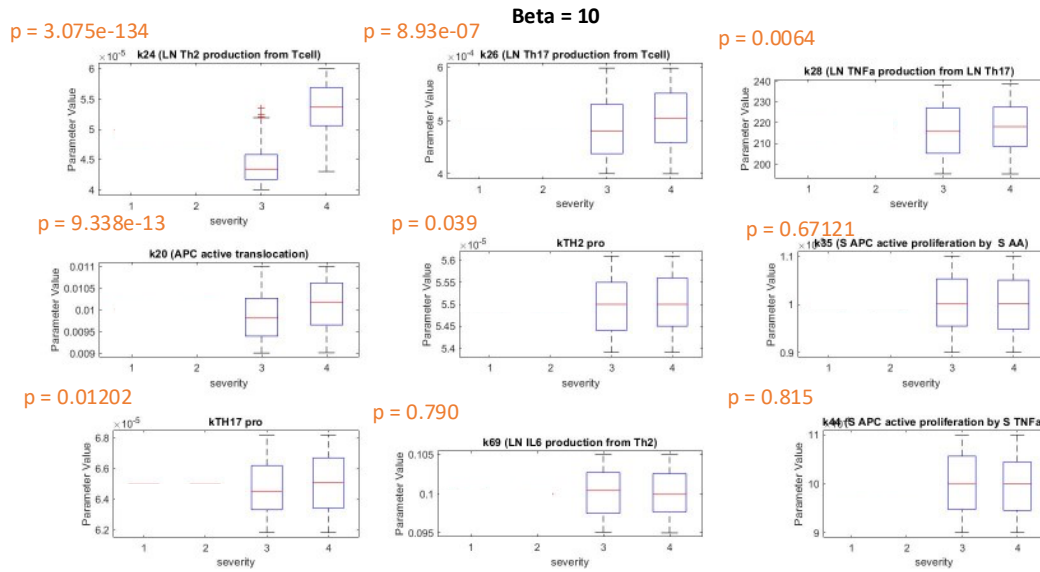 Beta = 10
p = 3.075e-134
×10⁻⁵
k24 (LN Th2 production from Tcell)
Parameter Value
6
5.5
5
4.5
4
1 2 3 4
severity
p = 8.93e-07
×10⁻⁴
k26 (LN Th17 production from Tcell)
Parameter Value
6
5
4
1 2 3 4
severity
p = 0.0064
k28 (LN TNFa production from LN Th17)
Parameter Value
240
230
220
210
200
1 2 3 4
severity
p = 9.338e-13
k20 (APC active translocation)
Parameter Value
0.011
0.0105
0.01
0.0095
0.009
1 2 3 4
severity
p = 0.039
×10⁻⁵
kTH2 pro
Parameter Value
5.6
5.55
5.5
5.45
5.4
1 2 3 4
severity
p = 0.67121
k35 (S APC active proliferation by S AA)
Parameter Value
1.1
1
0.9
1 2 3 4
severity
p = 0.01202
×10⁻⁵
kTH17 pro
Parameter Value
6.8
6.6
6.4
6.2
1 2 3 4
severity
p = 0.790
k69 (LN IL6 production from Th2)
Parameter Value
0.105
0.1
0.095
1 2 3 4
severity
p = 0.815
k44 (S APC active proliferation by S TNFa
Parameter Value
11
10
9
1 2 3 4
severity